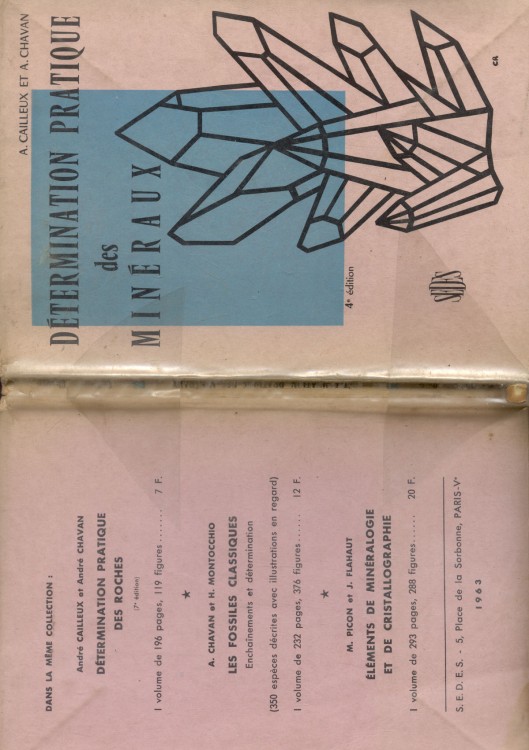 A. CAILLEUX ET A. CHAVAN
DÉTERMINATION PRATIQUE
des
MINÉRAUX
CR
4e édition
SEDES
DANS LA MÊME COLLECTION :
André CAILLEUX et André CHAVAN
DÉTERMINATION PRATIQUE
DES ROCHES
(7e édition)
1 volume de 196 pages, 119 figures....... 7 F.
★
A. CHAVAN et H. MONTOCCHIO
LES FOSSILES CLASSIQUES
Enchaînements et détermination
(350 espèces décrites avec illustrations en regard)
1 volume de 232 pages, 376 figures...... 12 F.
★
M. PISCON et J. FLAHAUT
ÉLÉMENTS DE MINÉRALOGIE
ET DE CRISTALLOGRAPHIE
1 volume de 293 pages, 288 figures...... 20 F.
S. E. D. E. S. - 5, Place de la Sorbonne, PARIS-Ve
1963